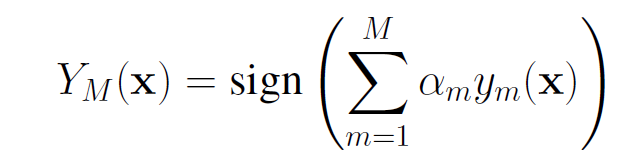 Y_M(𝐱) = sign ( ∑_{m=1}^{M} α_m y_m(𝐱) )